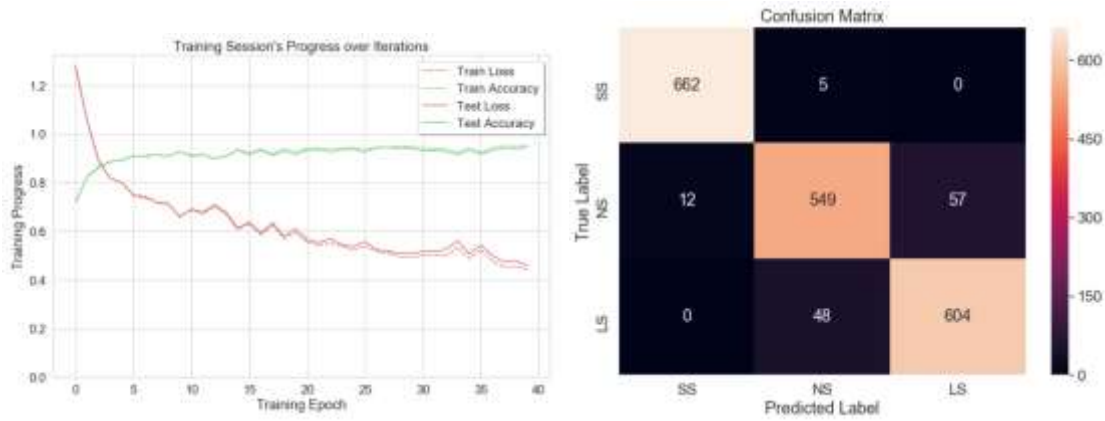 Training Session's Progress over Iterations
Train Loss
Train Accuracy
Test Loss
Test Accuracy
Training Progress
1.2
1.0
0.8
0.6
0.4
0.2
0.0
0 5 10 15 20 25 30 35 40
Training Epoch
Confusion Matrix
True Label
SS 662 5 0
NS 12 549 57
LS 0 48 604
SS NS LS
Predicted Label
600
450
300
150
0